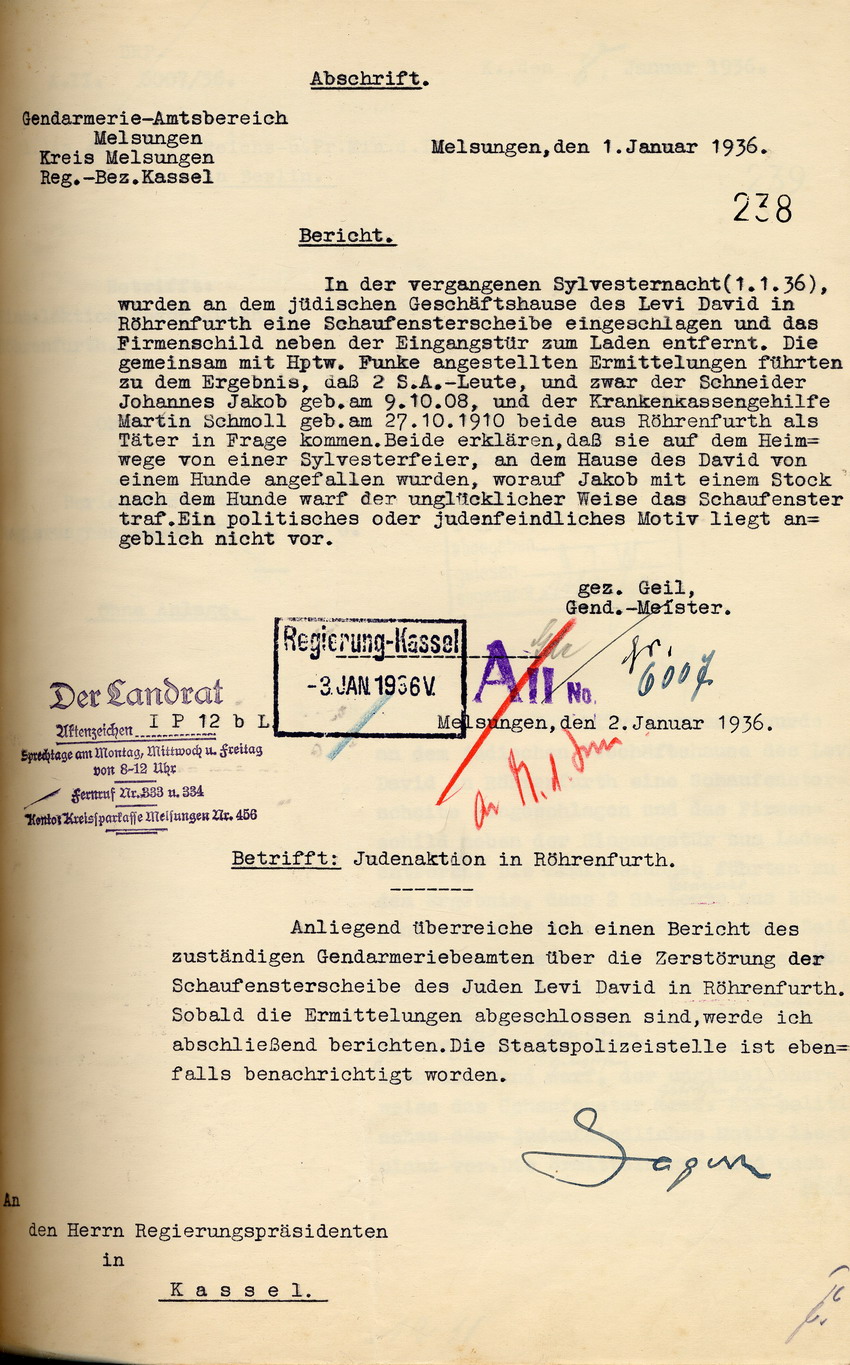 Abschrift.
Gendarmerie-Amtsbereich
Melsungen
Kreis Melsungen
Reg.-Bez.Kassel
Melsungen,den 1.Januar 1936.
238
Bericht.
In der vergangenen Sylvesternacht(1.1.36),
wurden an dem jüdischen Geschäftshause des Levi David in
Röhrenfurth eine Schaufensterscheibe eingeschlagen und das
Firmenschild neben der Eingangstür zum Laden entfernt. Die
gemeinsam mit Hptw. Funke angestellten Ermittelungen führten
zu dem Ergebnis, daß 2 S.A.-Leute, und zwar der Schneider
Johannes Jakob geb.am 9.10.08, und der Krankenkassengehilfe
Martin Schmoll geb.am 27.10.1910 beide aus Röhrenfurth als
Täter in Frage kommen.Beide erklären,daß sie auf dem Heim=
wege von einer Sylvesterfeier, an dem Hause des David von
einem Hunde angefallen wurden, worauf Jakob mit einem Stock
nach dem Hunde warf der unglücklicher Weise das Schaufenster
traf.Ein politisches oder judenfeindliches Motiv liegt an=
geblich nicht vor.
gez. Geil,
Gend.-Meister.
Regierung-Kassel
-3.JAN.1936V.
A II No.
Nr.
6007
Der Landrat
Aktenzeichen I P 12 b L
Sprechtage am Montag, Mittwoch u. Freitag
von 8-12 Uhr
Fernruf Nr.333 u. 334
Konto: Kreissparkasse Melsungen Nr. 456
Melsungen,den 2.Januar 1936.
Betrifft: Judenaktion in Röhrenfurth.
Anliegend überreiche ich einen Bericht des
zuständigen Gendarmeriebeamten über die Zerstörung der
Schaufensterscheibe des Juden Levi David in Röhrenfurth.
Sobald die Ermittelungen abgeschlossen sind,werde ich
abschließend berichten.Die Staatspolizeistelle ist eben=
falls benachrichtigt worden.
An
den Herrn Regierungspräsidenten
in
Kassel.